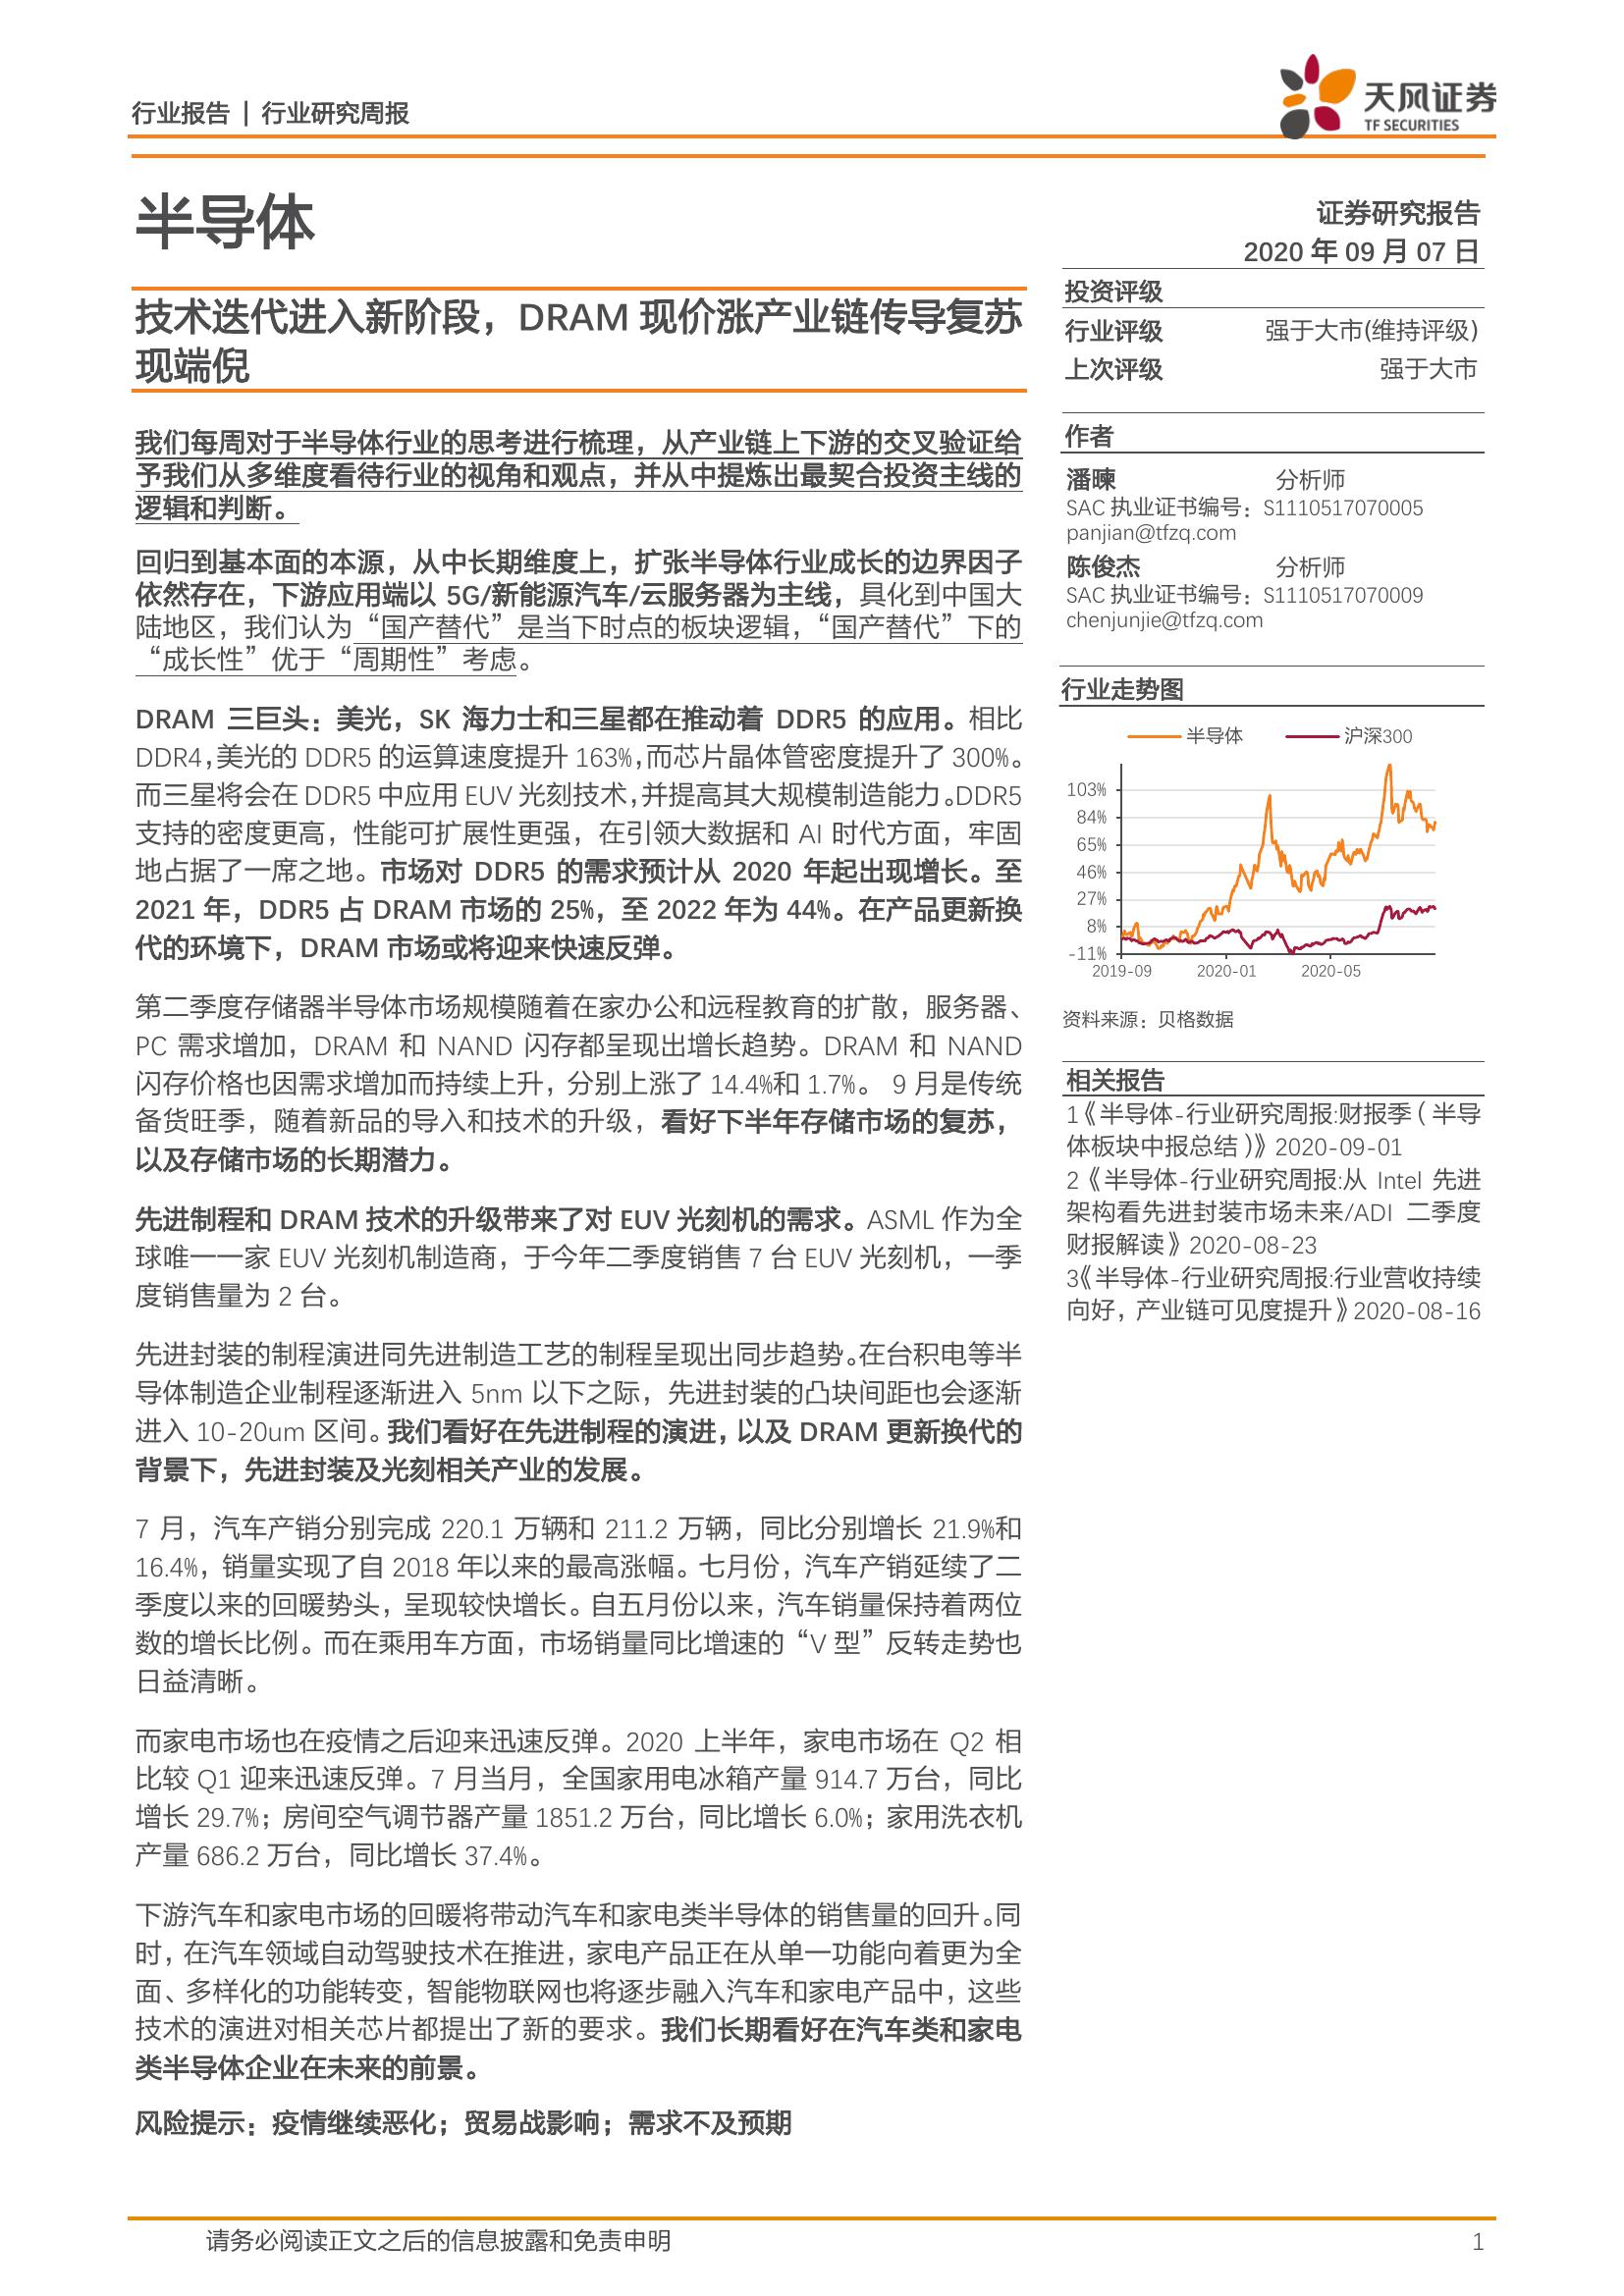 行业报告 | 行业研究周报
天风证券
TF SECURITIES
半导体
技术迭代进入新阶段，DRAM 现价涨产业链传导复苏
现端倪
我们每周对于半导体行业的思考进行梳理，从产业链上下游的交叉验证给
予我们从多维度看待行业的视角和观点，并从中提炼出最契合投资主线的
逻辑和判断。
回归到基本面的本源，从中长期维度上，扩张半导体行业成长的边界因子
依然存在，下游应用端以 5G/新能源汽车/云服务器为主线，具化到中国大
陆地区，我们认为“国产替代”是当下时点的板块逻辑，“国产替代”下的
“成长性”优于“周期性”考虑。
DRAM 三巨头：美光，SK 海力士和三星都在推动着 DDR5 的应用。相比
DDR4，美光的 DDR5 的运算速度提升 163%，而芯片晶体管密度提升了 300%。
而三星将会在 DDR5 中应用 EUV 光刻技术，并提高其大规模制造能力。DDR5
支持的密度更高，性能可扩展性更强，在引领大数据和 AI 时代方面，牢固
地占据了一席之地。市场对 DDR5 的需求预计从 2020 年起出现增长。至
2021 年，DDR5 占 DRAM 市场的 25%，至 2022 年为 44%。在产品更新换
代的环境下，DRAM 市场或将迎来快速反弹。
第二季度存储器半导体市场规模随着在家办公和远程教育的扩散，服务器、
PC 需求增加，DRAM 和 NAND 闪存都呈现出增长趋势。DRAM 和 NAND
闪存价格也因需求增加而持续上升，分别上涨了 14.4%和 1.7%。 9 月是传统
备货旺季，随着新品的导入和技术的升级，看好下半年存储市场的复苏，
以及存储市场的长期潜力。
先进制程和 DRAM 技术的升级带来了对 EUV 光刻机的需求。ASML 作为全
球唯一一家 EUV 光刻机制造商，于今年二季度销售 7 台 EUV 光刻机，一季
度销售量为 2 台。
先进封装的制程演进同先进制造工艺的制程呈现出同步趋势。在台积电等半
导体制造企业制程逐渐进入 5nm 以下之际，先进封装的凸块间距也会逐渐
进入 10-20um 区间。我们看好在先进制程的演进，以及 DRAM 更新换代的
背景下，先进封装及光刻相关产业的发展。
7 月，汽车产销分别完成 220.1 万辆和 211.2 万辆，同比分别增长 21.9%和
16.4%，销量实现了自 2018 年以来的最高涨幅。七月份，汽车产销延续了二
季度以来的回暖势头，呈现较快增长。自五月份以来，汽车销量保持着两位
数的增长比例。而在乘用车方面，市场销量同比增速的“V 型”反转走势也
日益清晰。
而家电市场也在疫情之后迎来迅速反弹。2020 上半年，家电市场在 Q2 相
比较 Q1 迎来迅速反弹。7 月当月，全国家用电冰箱产量 914.7 万台，同比
增长 29.7%；房间空气调节器产量 1851.2 万台，同比增长 6.0%；家用洗衣机
产量 686.2 万台，同比增长 37.4%。
下游汽车和家电市场的回暖将带动汽车和家电类半导体的销售量的回升。同
时，在汽车领域自动驾驶技术在推进，家电产品正在从单一功能向着更为全
面、多样化的功能转变，智能物联网也将逐步融入汽车和家电产品中，这些
技术的演进对相关芯片都提出了新的要求。我们长期看好在汽车类和家电
类半导体企业在未来的前景。
风险提示：疫情继续恶化；贸易战影响；需求不及预期
证券研究报告
2020 年 09 月 07 日
投资评级
行业评级 强于大市(维持评级)
上次评级 强于大市
作者
潘暕 分析师
SAC 执业证书编号：S1110517070005
panjian@tfzq.com
陈俊杰 分析师
SAC 执业证书编号：S1110517070009
chenjunjie@tfzq.com
行业走势图
半导体 沪深300
103%
84%
65%
46%
27%
8%
-11%
2019-09 2020-01 2020-05
资料来源：贝格数据
相关报告
1《半导体-行业研究周报:财报季（半导
体板块中报总结）》 2020-09-01
2《半导体-行业研究周报:从 Intel 先进
架构看先进封装市场未来/ADI 二季度
财报解读》 2020-08-23
3《半导体-行业研究周报:行业营收持续
向好，产业链可见度提升》 2020-08-16
请务必阅读正文之后的信息披露和免责申明 1